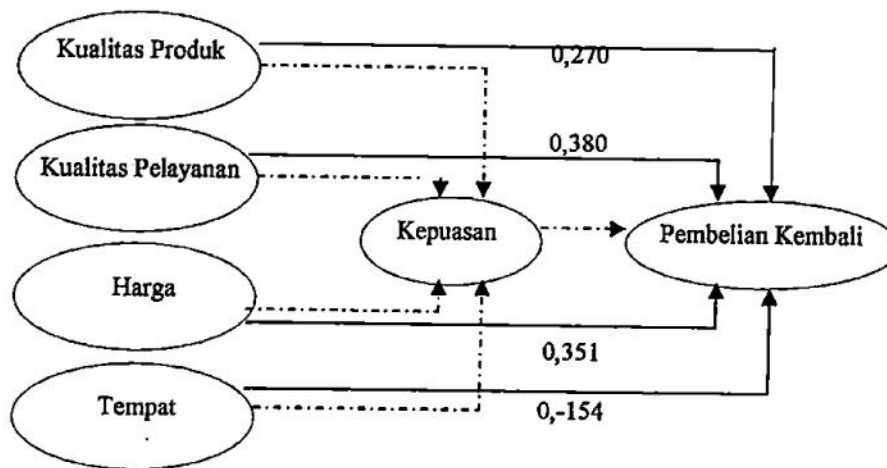 Kualitas Produk
0,270
Kualitas Pelayanan
0,380
Kepuasan
Pembelian Kembali
Harga
0,351
Tempat
0,-154